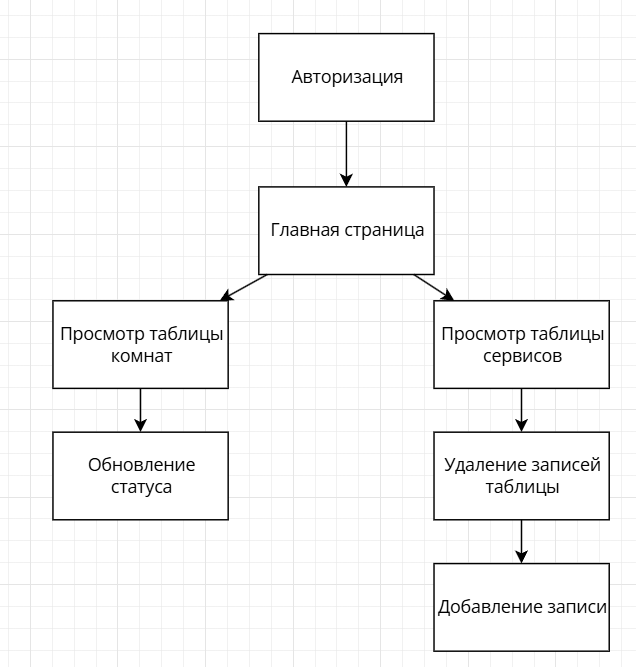 Авторизация
Главная страница
Просмотр таблицы
комнат
Просмотр таблицы
сервисов
Обновление
статуса
Удаление записей
таблицы
Добавление записи